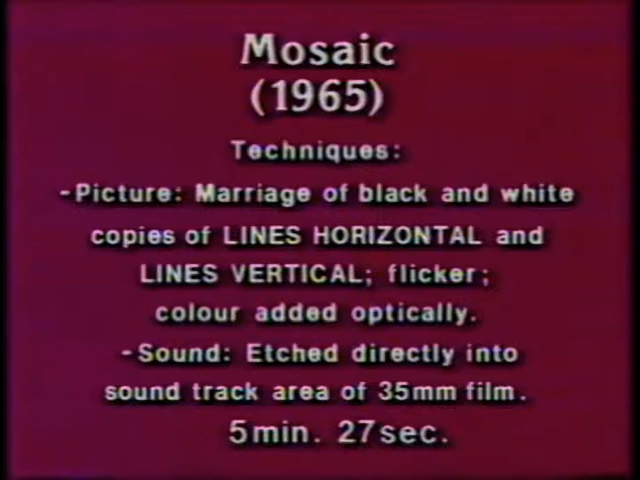 Mosaic
(1965)
Techniques:
-Picture: Marriage of black and white
copies of LINES HORIZONTAL and
LINES VERTICAL; flicker;
colour added optically.
-Sound: Etched directly into
sound track area of 35mm film.
5min. 27sec.